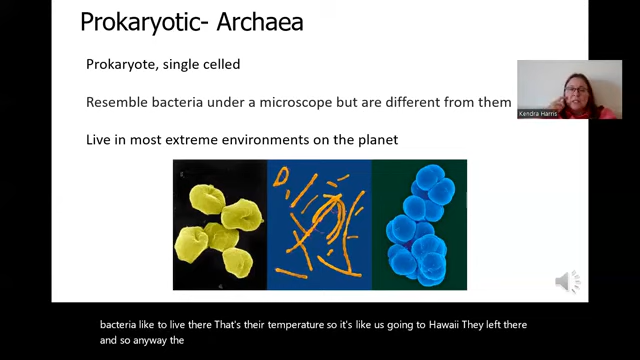 Prokaryotic- Archaea
Prokaryote, single celled
Resemble bacteria under a microscope but are different from them
Live in most extreme environments on the planet
Kendra Harris
bacteria like to live there That's their temperature so it's like us going to Hawaii They left there
and so anyway the